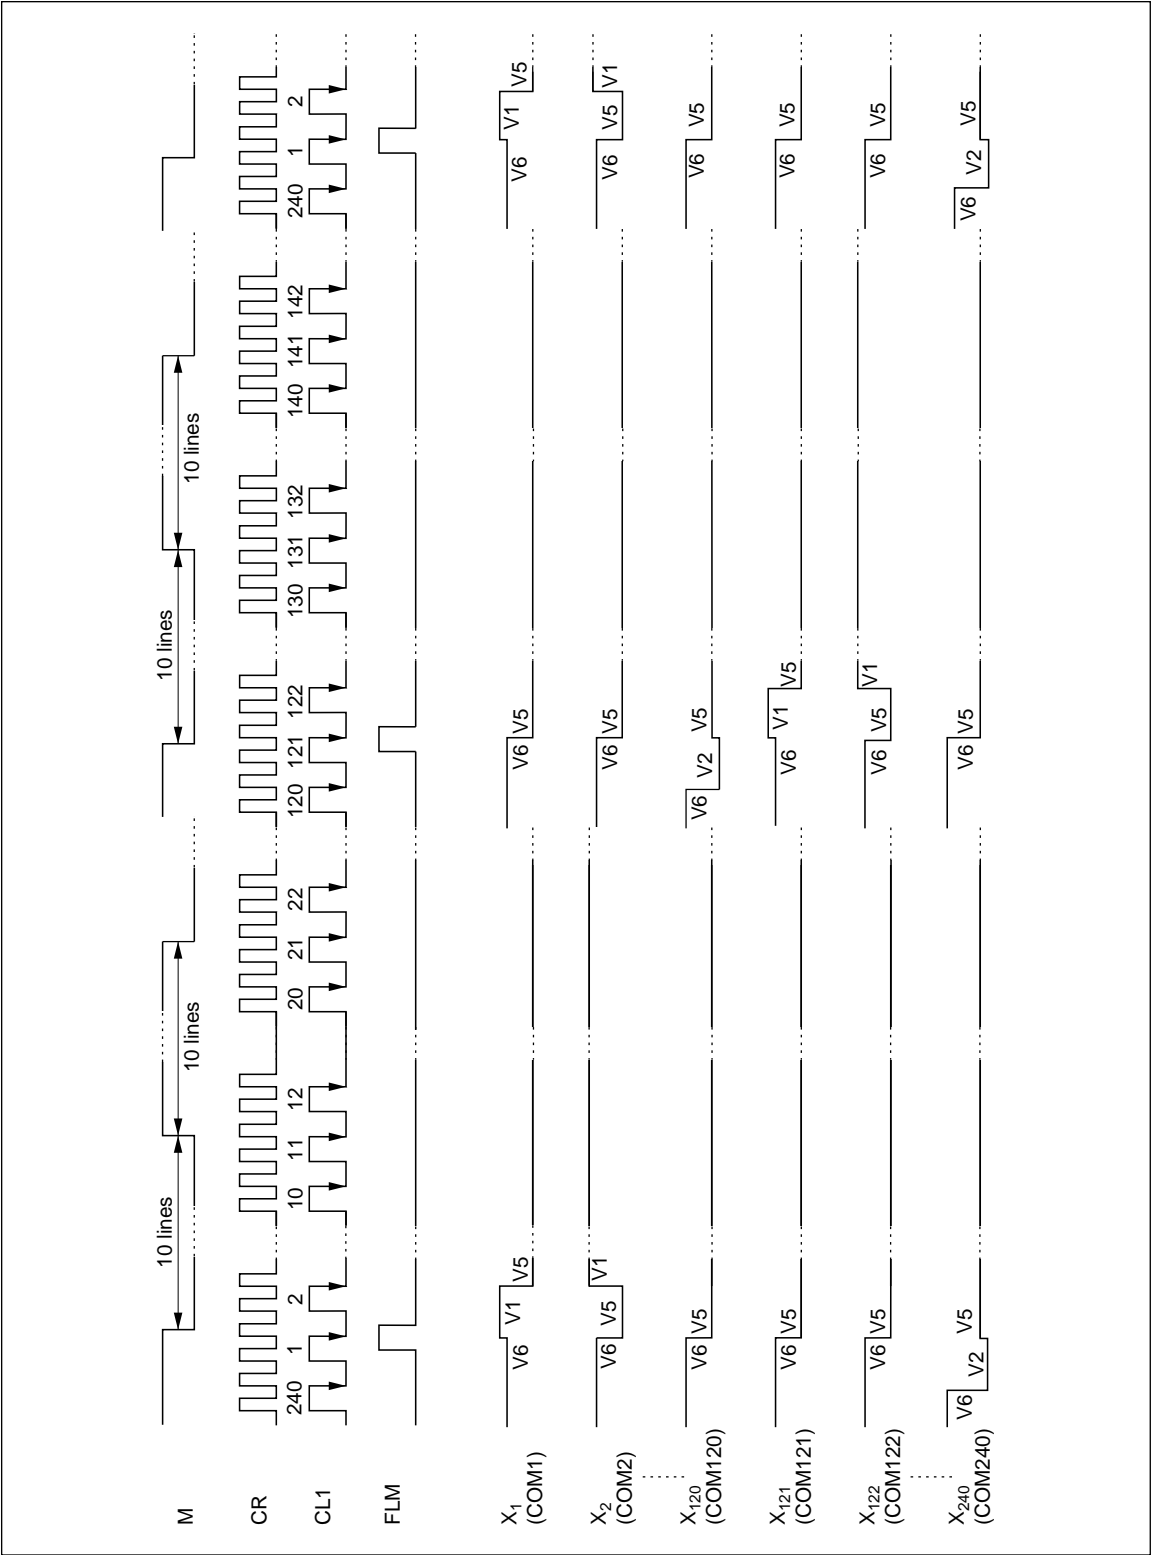 M
10 lines
10 lines
10 lines
10 lines
CR
CL1
240 1 2 10 11 12 20 21 22 120 121 122 130 131 132 140 141 142 240 1 2
FLM
X1
(COM1)
V6 V1 V5 V6 V5 V6 V1 V5
X2
(COM2)
V6 V5 V1 V6 V5 V6 V5 V1
X120
(COM120)
V6 V5 V6 V2 V5 V6 V5
X121
(COM121)
V6 V5 V6 V1 V5 V6 V5
X122
(COM122)
V6 V5 V6 V5 V1 V6 V5
X240
(COM240)
V6 V2 V5 V6 V5 V6 V2 V5